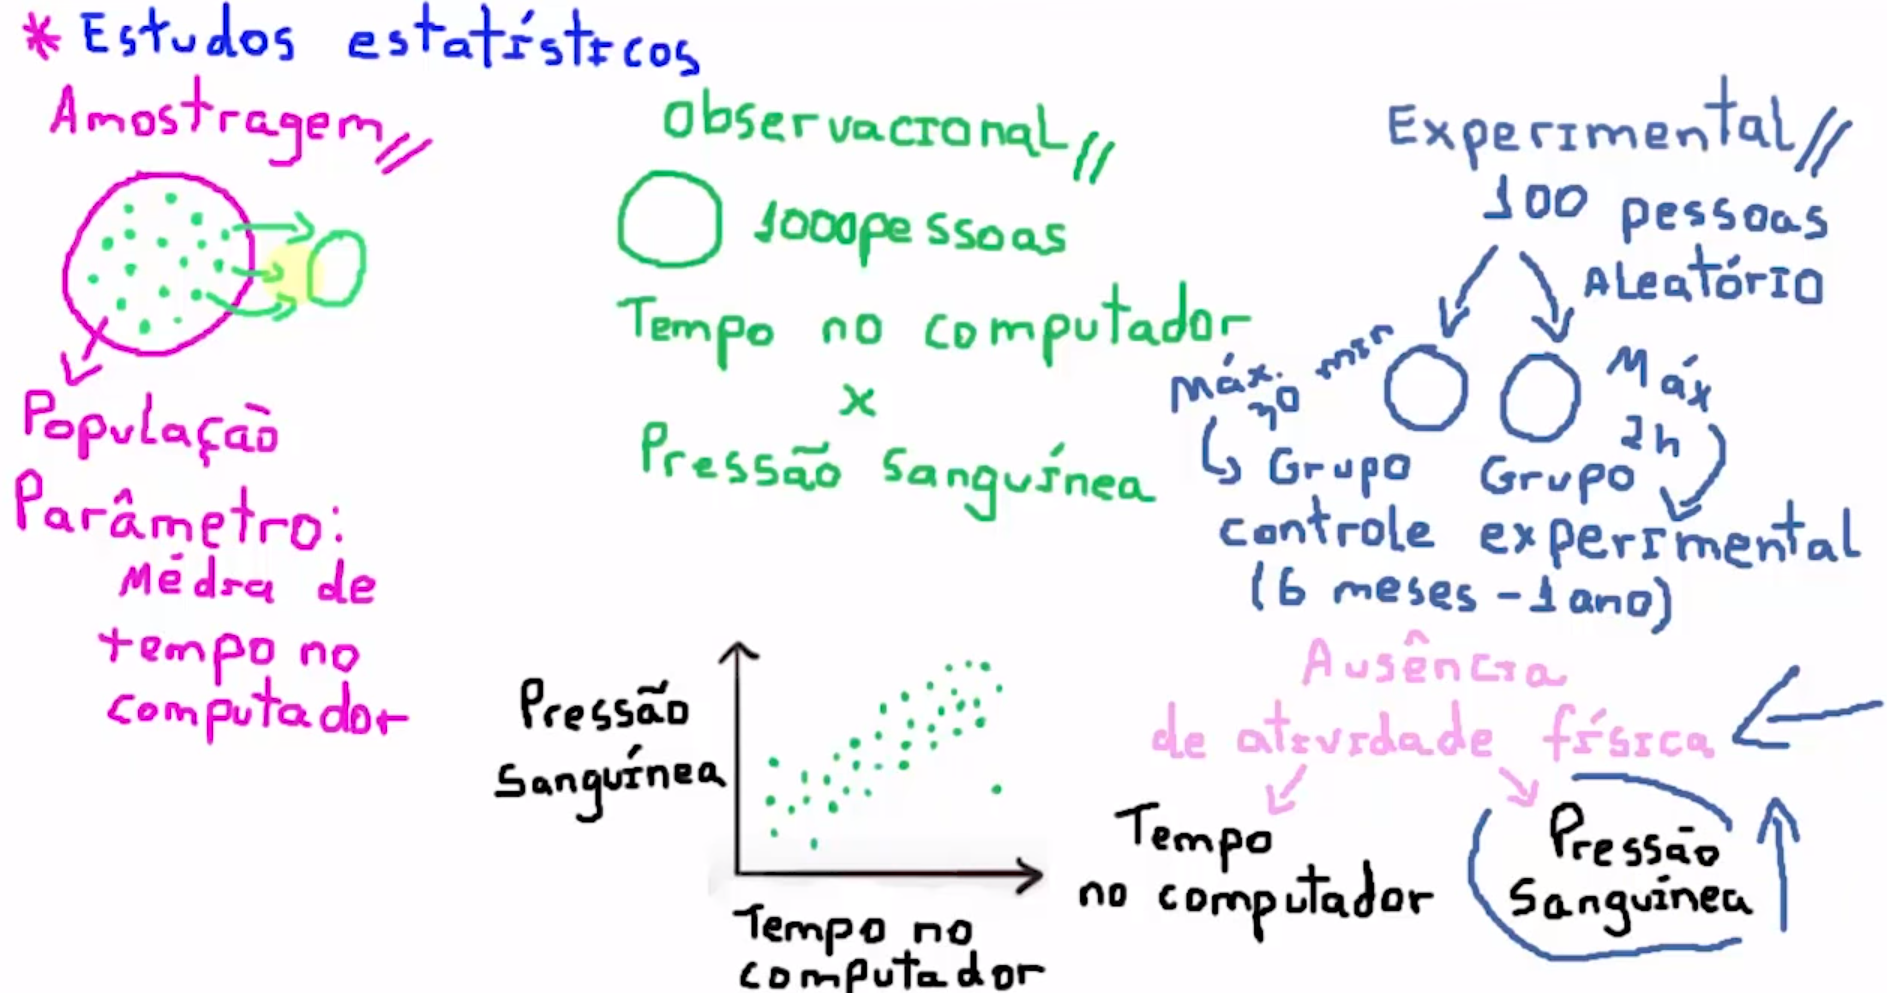 * Estudos estatísticos
Amostragem
População
Parâmetro:
Média de
tempo no
computador
Observacional
1000 pessoas
Tempo no computador
x
Pressão Sanguínea
Pressão
Sanguínea
Tempo no
computador
Experimental
100 pessoas
Aleatório
Máx. 30 min
Máx
2h
Grupo Grupo
controle experimental
(6 meses - 1 ano)
Ausência
de atividade física
Tempo
no computador
Pressão
Sanguínea